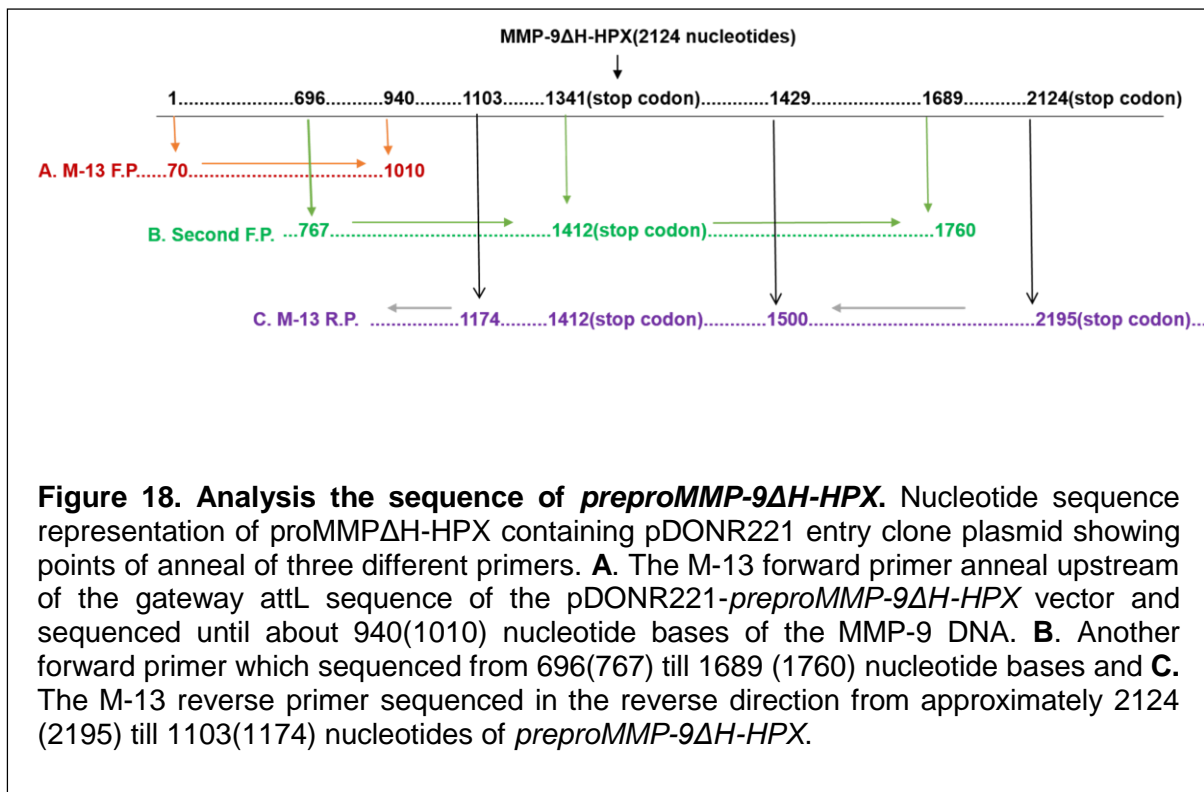 MMP-9ΔH-HPX(2124 nucleotides)
1..............................696.................940.........1103........1341(stop codon)......................1429............................1689............2124(stop codon)
A. M-13 F.P......70...........................................1010
B. Second F.P. ...767.................................................1412(stop codon)..................................................1760
C. M-13 R.P. ...................1174........1412(stop codon)...............1500..................................................2195(stop codon)....
Figure 18. Analysis the sequence of preproMMP-9ΔH-HPX. Nucleotide sequence
representation of proMMPΔH-HPX containing pDONR221 entry clone plasmid showing
points of anneal of three different primers. A. The M-13 forward primer anneal upstream
of the gateway attL sequence of the pDONR221-preproMMP-9ΔH-HPX vector and
sequenced until about 940(1010) nucleotide bases of the MMP-9 DNA. B. Another
forward primer which sequenced from 696(767) till 1689 (1760) nucleotide bases and C.
The M-13 reverse primer sequenced in the reverse direction from approximately 2124
(2195) till 1103(1174) nucleotides of preproMMP-9ΔH-HPX.